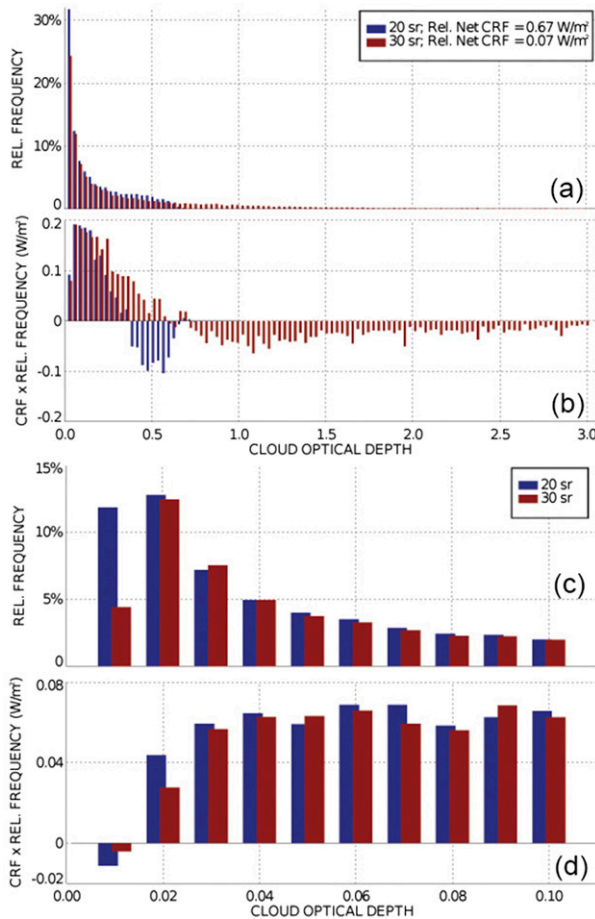 20 sr; Rel. Net CRF = 0.67 W/m²
30 sr; Rel. Net CRF = 0.07 W/m²
REL. FREQUENCY
30%
20%
10%
0
(a)
CRF x REL. FREQUENCY (W/m²)
0.2
0.1
0
-0.1
-0.2
(b)
0.0 0.5 1.0 1.5 2.0 2.5 3.0
CLOUD OPTICAL DEPTH
20 sr
30 sr
REL. FREQUENCY
15%
10%
5%
0
(c)
CRF x REL. FREQUENCY (W/m²)
0.08
0.04
0
-0.02
(d)
0.00 0.02 0.04 0.06 0.08 0.10
CLOUD OPTICAL DEPTH